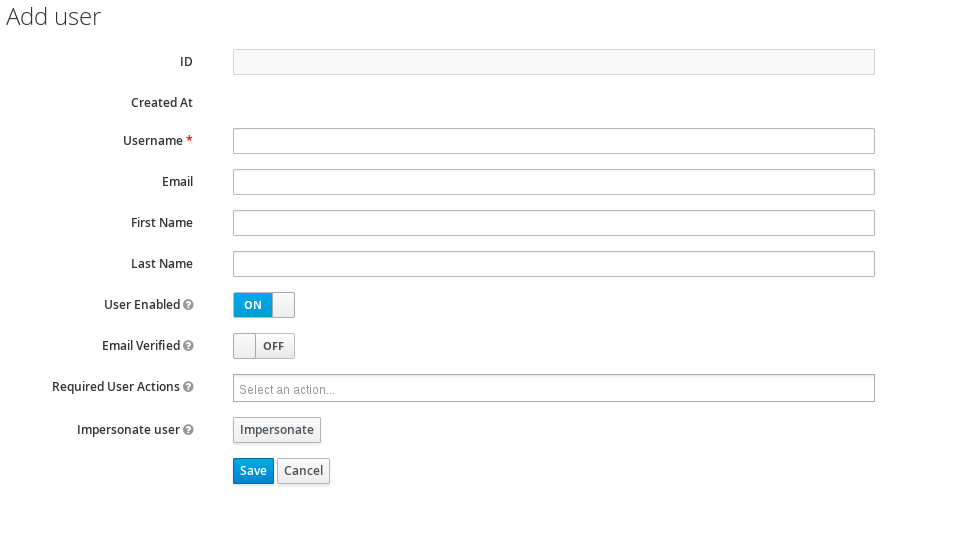 Add user
ID
Created At
Username *
Email
First Name
Last Name
User Enabled ? ON
Email Verified ? OFF
Required User Actions ? Select an action...
Impersonate user ? Impersonate
Save Cancel